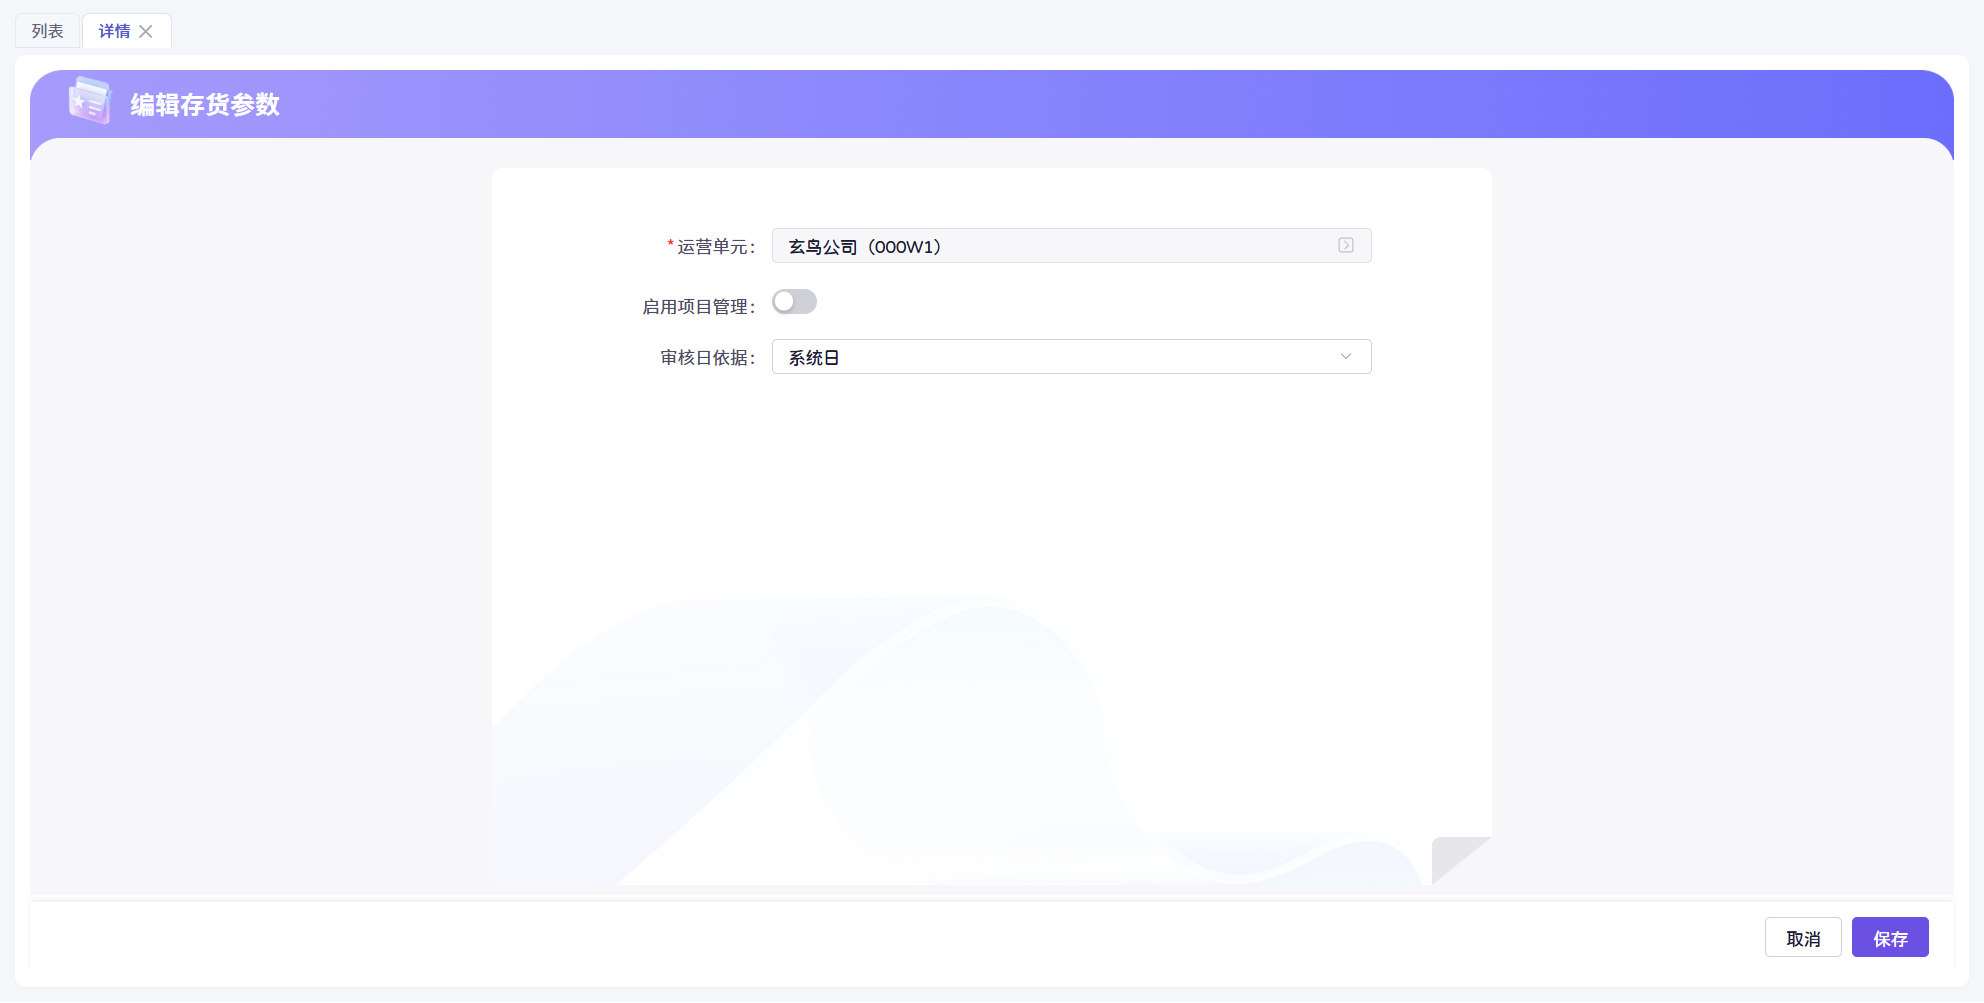 列表 详情
编辑存货参数
*运营单元： 玄鸟公司（000W1）
启用项目管理：
审核日依据： 系统日
取消 保存